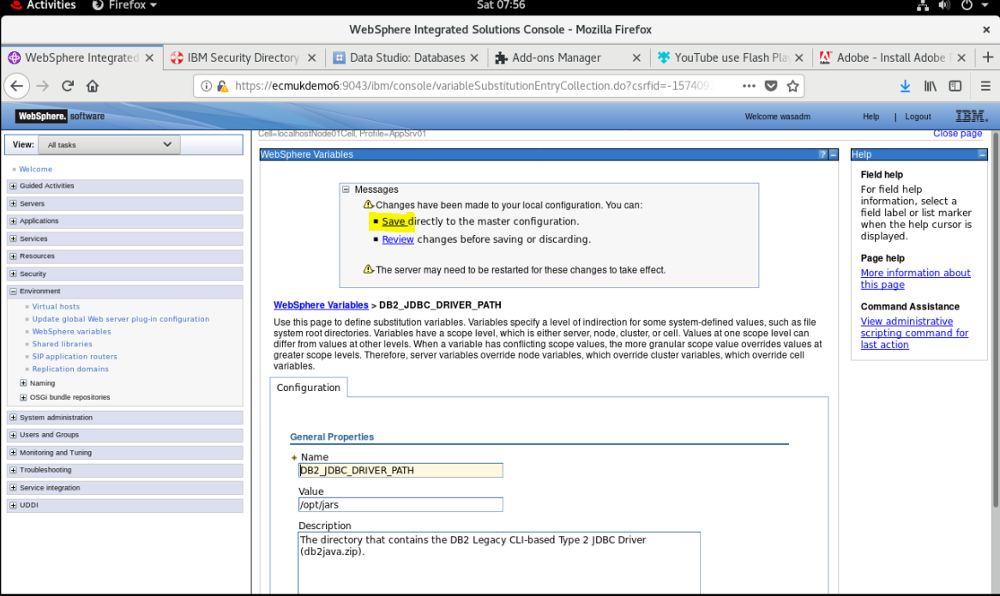 Activities
Firefox
Sat 07:56
WebSphere Integrated Solutions Console - Mozilla Firefox
WebSphere Integrated
IBM Security Directory
Data Studio: Databases
Add-ons Manager
YouTube use Flash Play
Adobe - Install Adobe F
https://ecmukdemo6:9043/ibm/console/variableSubstitutionEntryCollection.do?csrfid=-1574092
WebSphere. software
Welcome wasadm
Help | Logout
IBM.
View: All tasks
Welcome
Guided Activities
Servers
Applications
Services
Resources
Security
Environment
Virtual hosts
Update global Web server plug-in configuration
WebSphere variables
Shared libraries
SIP application routers
Replication domains
Naming
OSGi bundle repositories
System administration
Users and Groups
Monitoring and Tuning
Troubleshooting
Service integration
UDDI
Cell=localhostNode01Cell, Profile=AppSrv01
Close page
WebSphere Variables
? –
Messages
Changes have been made to your local configuration. You can:
Save directly to the master configuration.
Review changes before saving or discarding.
The server may need to be restarted for these changes to take effect.
WebSphere Variables > DB2_JDBC_DRIVER_PATH
Use this page to define substitution variables. Variables specify a level of indirection for some system-defined values, such as file
system root directories. Variables have a scope level, which is either server, node, cluster, or cell. Values at one scope level can
differ from values at other levels. When a variable has conflicting scope values, the more granular scope value overrides values at
greater scope levels. Therefore, server variables override node variables, which override cluster variables, which override cell
variables.
Configuration
General Properties
Name
DB2_JDBC_DRIVER_PATH
Value
/opt/jars
Description
The directory that contains the DB2 Legacy CLI-based Type 2 JDBC Driver
(db2java.zip).
Help
Field help
For field help
information, select a
field label or list marker
when the help cursor is
displayed.
Page help
More information about
this page
Command Assistance
View administrative
scripting command for
last action